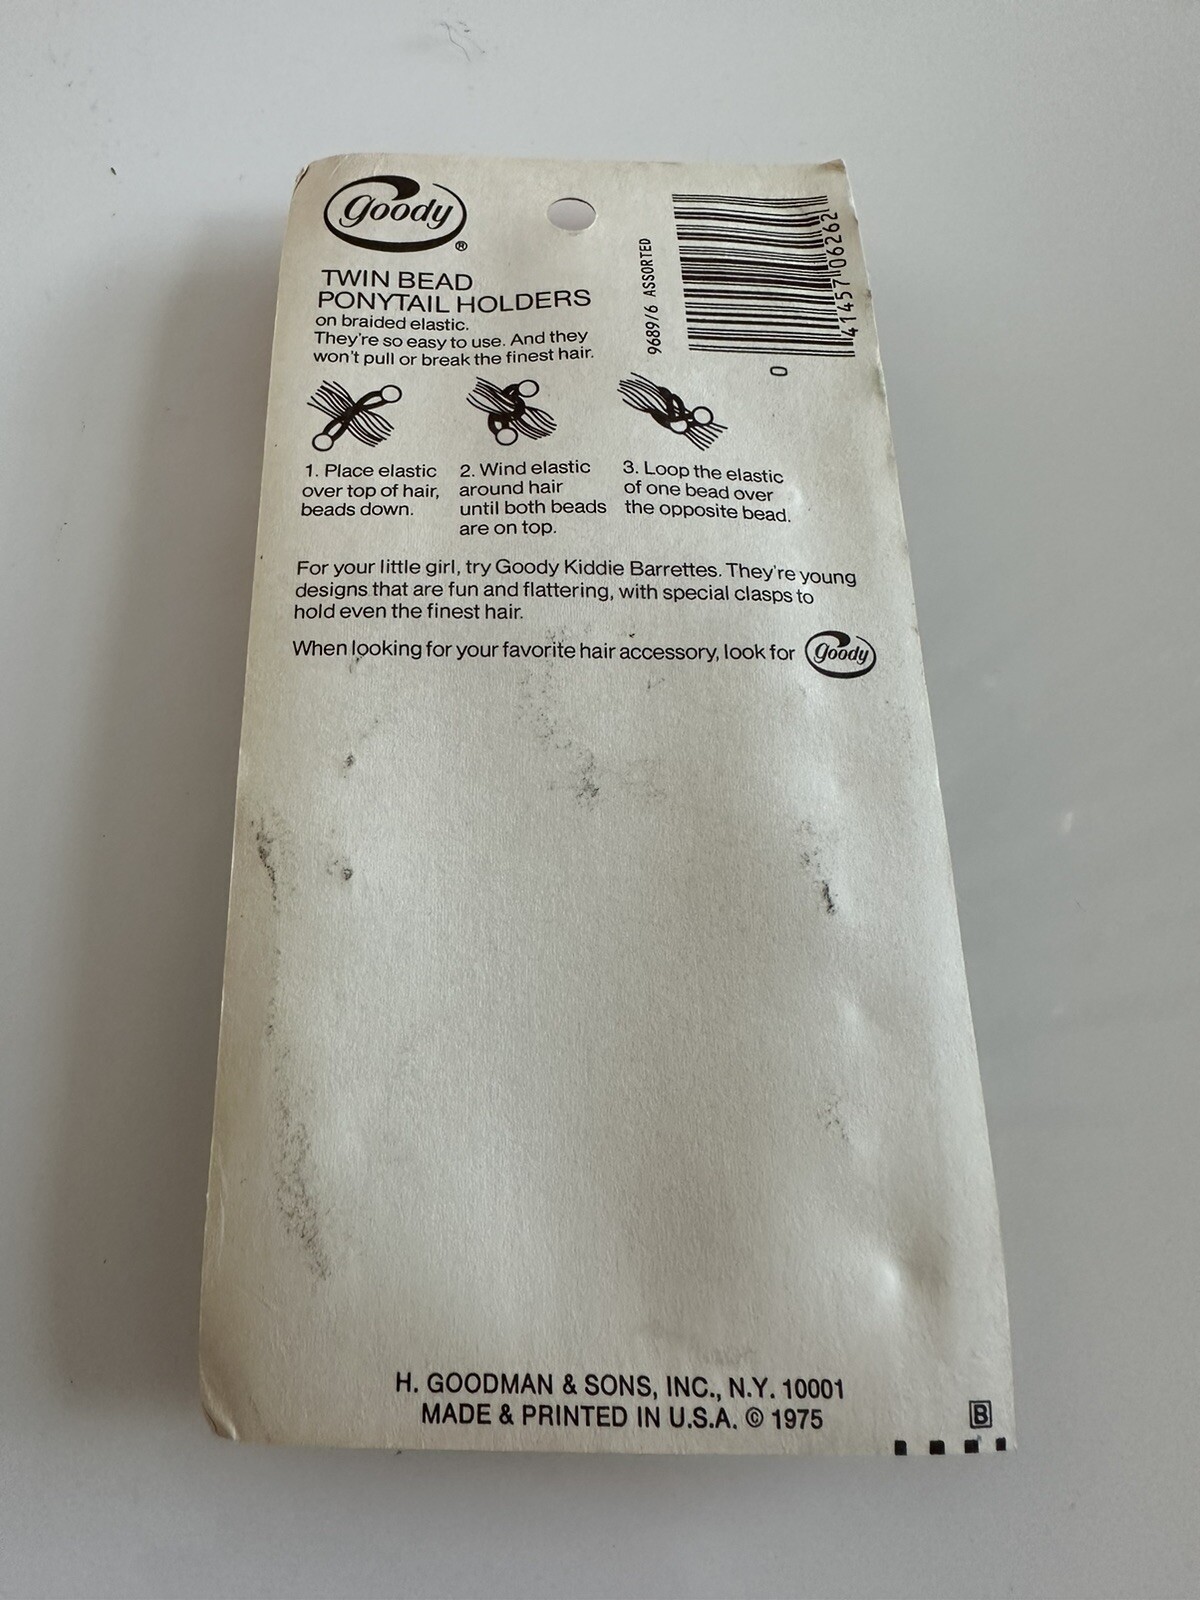 goody®
TWIN BEAD
PONYTAIL HOLDERS
on braided elastic.
They're so easy to use. And they
won't pull or break the finest hair.
9689/6 ASSORTED
41457 06262
0
1. Place elastic
over top of hair,
beads down.
2. Wind elastic
around hair
until both beads
are on top.
3. Loop the elastic
of one bead over
the opposite bead.
For your little girl, try Goody Kiddie Barrettes. They're young
designs that are fun and flattering, with special clasps to
hold even the finest hair.
When looking for your favorite hair accessory, look for goody
H. GOODMAN & SONS, INC., N.Y. 10001
MADE & PRINTED IN U.S.A. © 1975
B